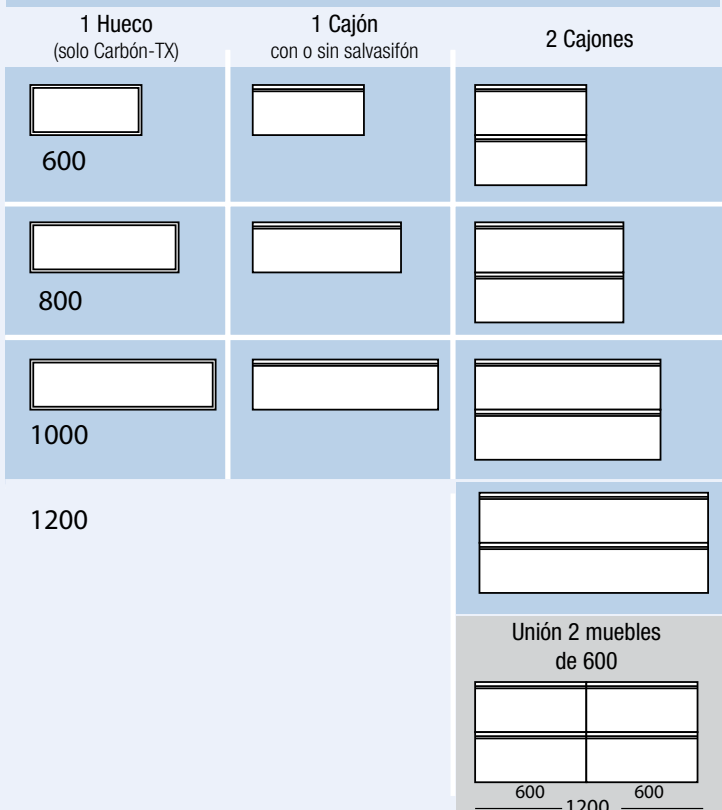 1 Hueco
(solo Carbón-TX)
1 Cajón
con o sin salvasifón
2 Cajones
600
800
1000
1200
Unión 2 muebles
de 600
600 600
1200